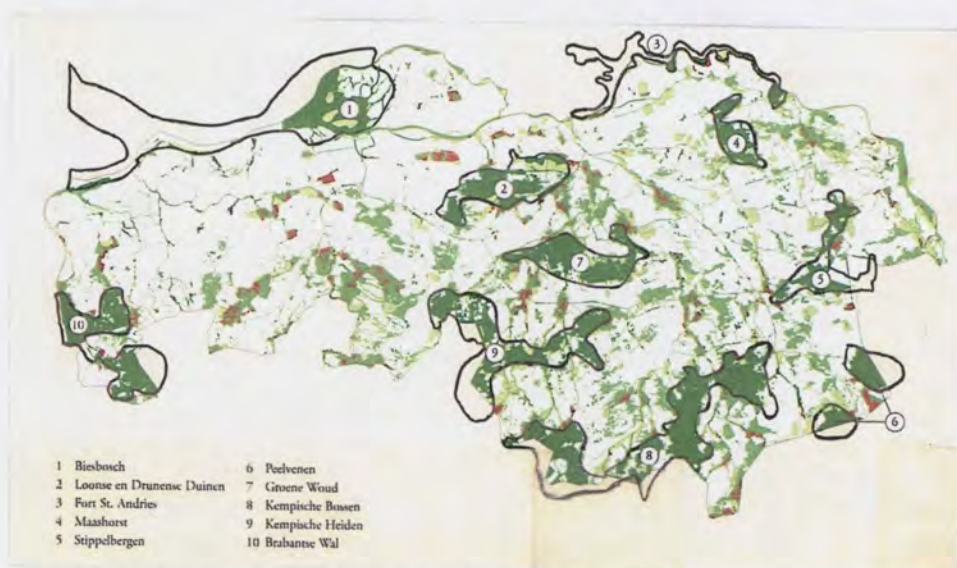 3
1
4
2
7
5
10
9
6
8
1 Biesbosch
2 Loonse en Drunense Duinen
3 Fort St. Andries
4 Maashorst
5 Stippelbergen
6 Peelvenen
7 Groene Woud
8 Kempische Bossen
9 Kempische Heiden
10 Brabantse Wal